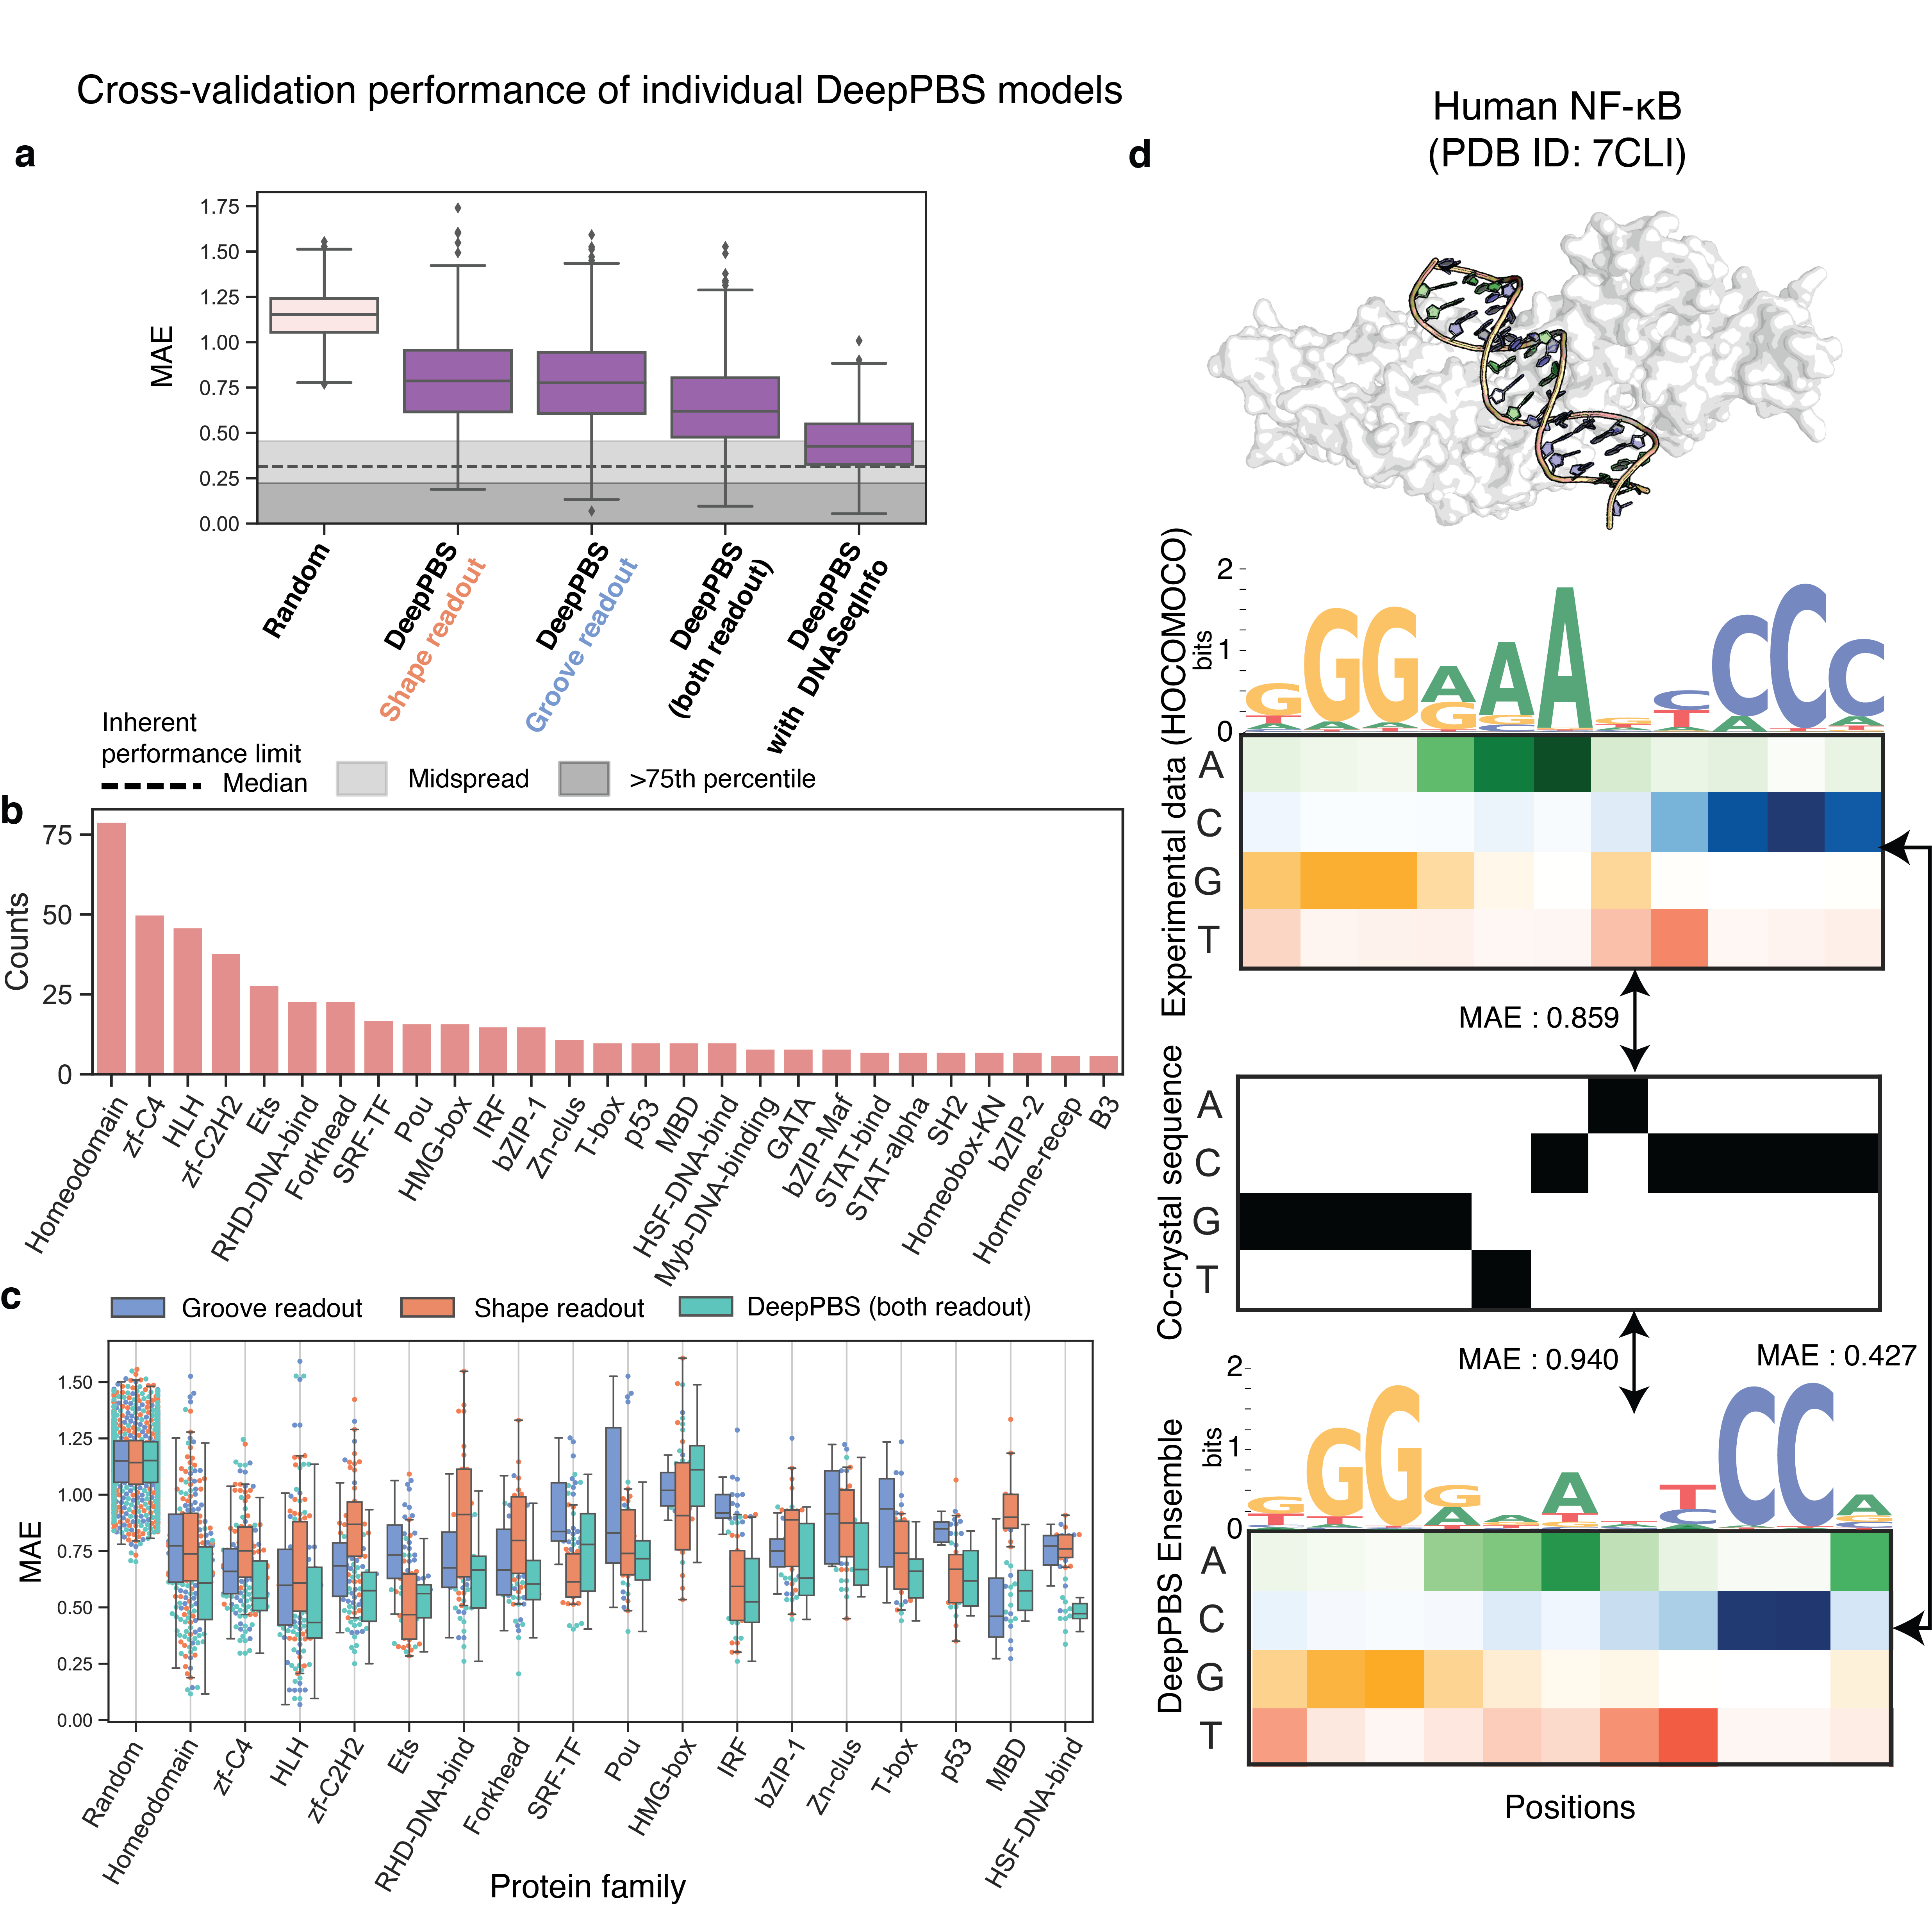 Cross-validation performance of individual DeepPBS models
a
MAE
1.75
1.50
1.25
1.00
0.75
0.50
0.25
0.00
Random
DeepPBS
Shape readout
DeepPBS
Groove readout
DeepPBS
(both readout)
DeepPBS
with DNASeqInfo
Inherent
performance limit
Median
Midspread
>75th percentile
b
Counts
75
50
25
0
Homeodomain
zf-C4
HLH
zf-C2H2
Ets
RHD-DNA-bind
Forkhead
SRF-TF
Pou
HMG-box
IRF
bZIP-1
Zn-clus
T-box
p53
MBD
HSF-DNA-bind
Myb-DNA-binding
GATA
bZIP-Maf
STAT-bind
STAT-alpha
SH2
Homeobox-KN
bZIP-2
Hormone-recep
B3
c
Groove readout
Shape readout
DeepPBS (both readout)
MAE
1.50
1.25
1.00
0.75
0.50
0.25
0.00
Random
Homeodomain
zf-C4
HLH
zf-C2H2
Ets
RHD-DNA-bind
Forkhead
SRF-TF
Pou
HMG-box
IRF
bZIP-1
Zn-clus
T-box
p53
MBD
HSF-DNA-bind
Protein family
d
Human NF-κB
(PDB ID: 7CLI)
Experimental data (HOCOMOCO)
bits
2
1
0
G G G A A A G C C C C
A
C
G
T
MAE : 0.859
Co-crystal sequence
A
C
G
T
MAE : 0.940
MAE : 0.427
DeepPBS Ensemble
bits
2
1
0
G G G G A A T T C C A
A
C
G
T
Positions